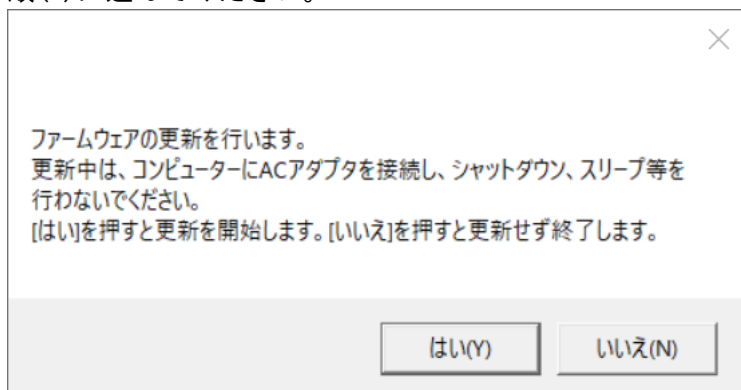 ファームウェアの更新を行います。
更新中は、コンピューターにACアダプタを接続し、シャットダウン、スリープ等を
行わないでください。
[はい]を押すと更新を開始します。[いいえ]を押すと更新せず終了します。
はい(Y)
いいえ(N)